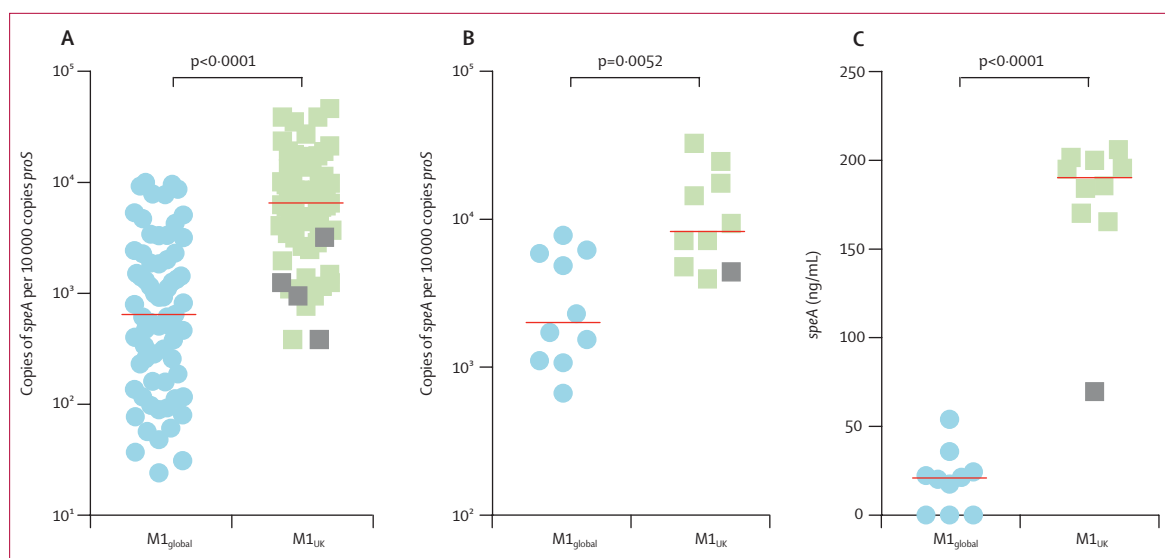 A
p<0·0001
Copies of speA per 10 000 copies proS
10⁵
10⁴
10³
10²
10¹
M1global
M1UK
B
p=0·0052
Copies of speA per 10 000 copies proS
10⁵
10⁴
10³
10²
M1global
M1UK
C
p<0·0001
speA (ng/mL)
250
200
150
100
50
0
M1global
M1UK